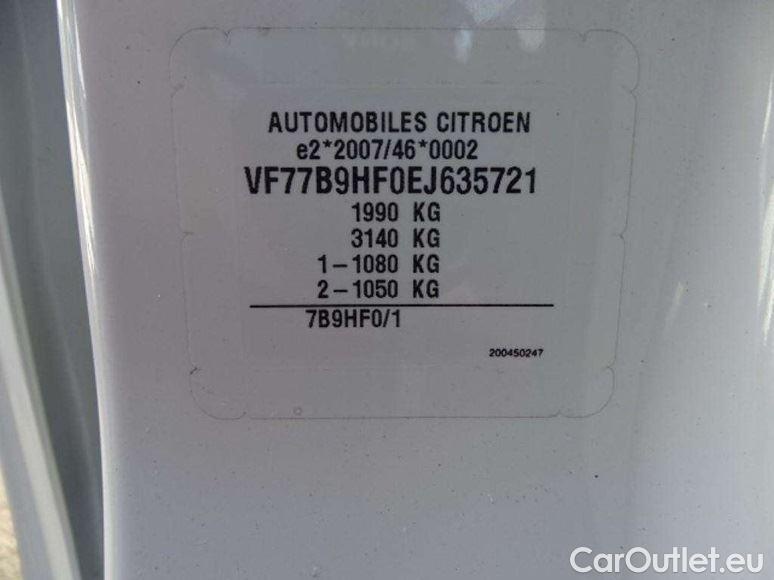 AUTOMOBILES CITROEN
e2*2007/46*0002
VF77B9HF0EJ635721
1990 KG
3140 KG
1-1080 KG
2-1050 KG
7B9HF0/1
200450247
CarOutlet.eu